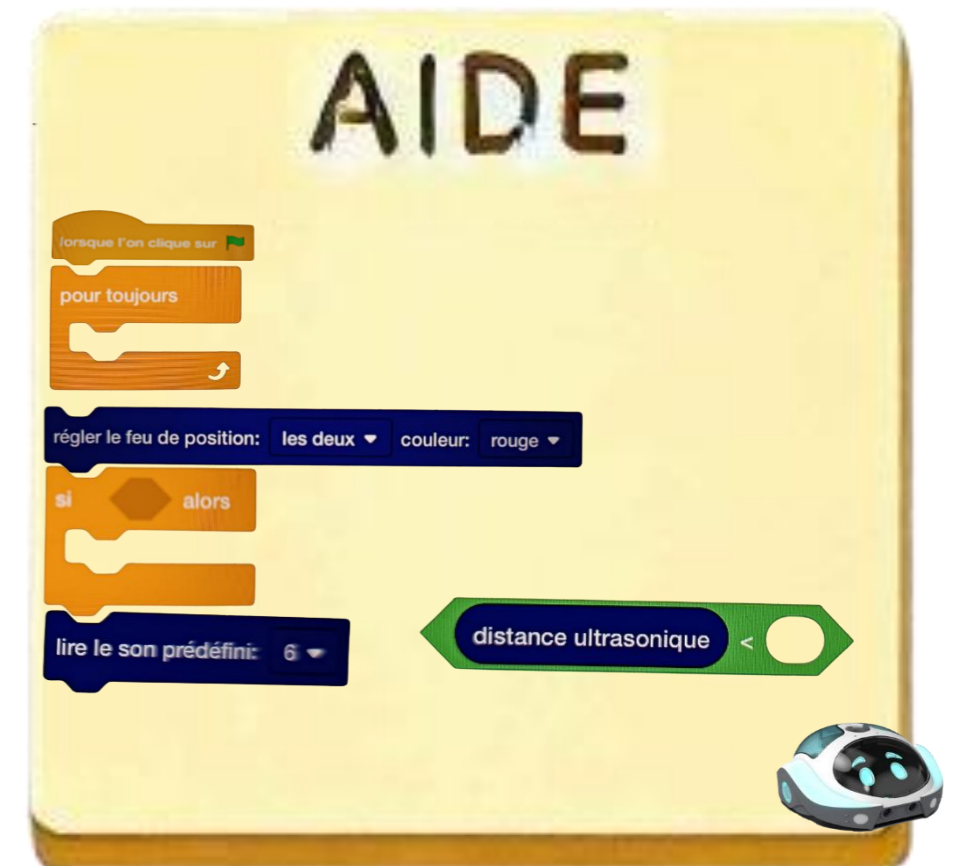 AIDE
lorsque l'on clique sur
pour toujours
régler le feu de position: les deux couleur: rouge
si alors
lire le son prédéfini: 6
distance ultrasonique <